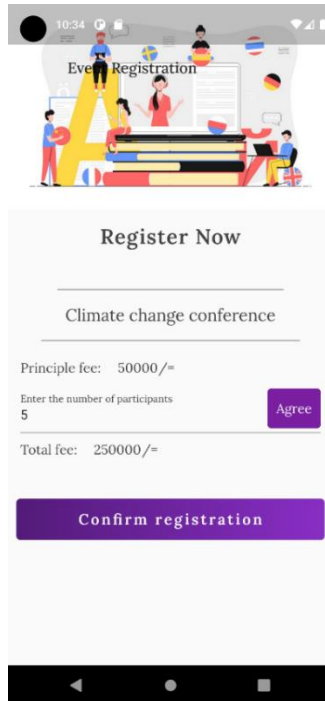 10:34
Event Registration
Register Now
Climate change conference
Principle fee: 50000/=
Enter the number of participants
5
Agree
Total fee: 250000/=
Confirm registration